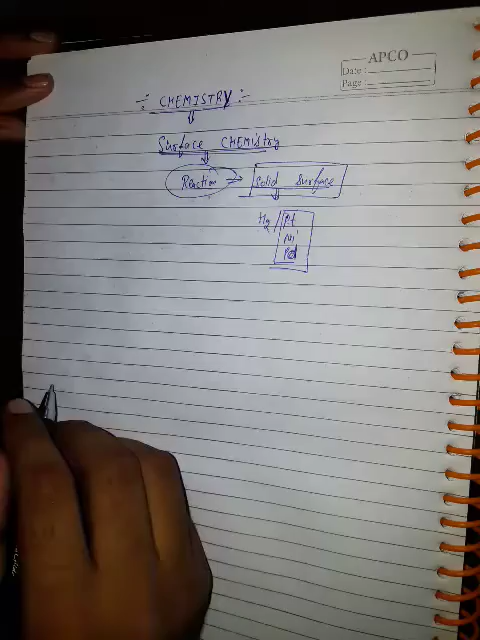 APCO
Date :
Page :
-: CHEMISTRY :-
⇓
Surface CHEMistry
⇓
Reaction ⇒ Solid Surface
⇓
H2 / Pt
Ni
Pd